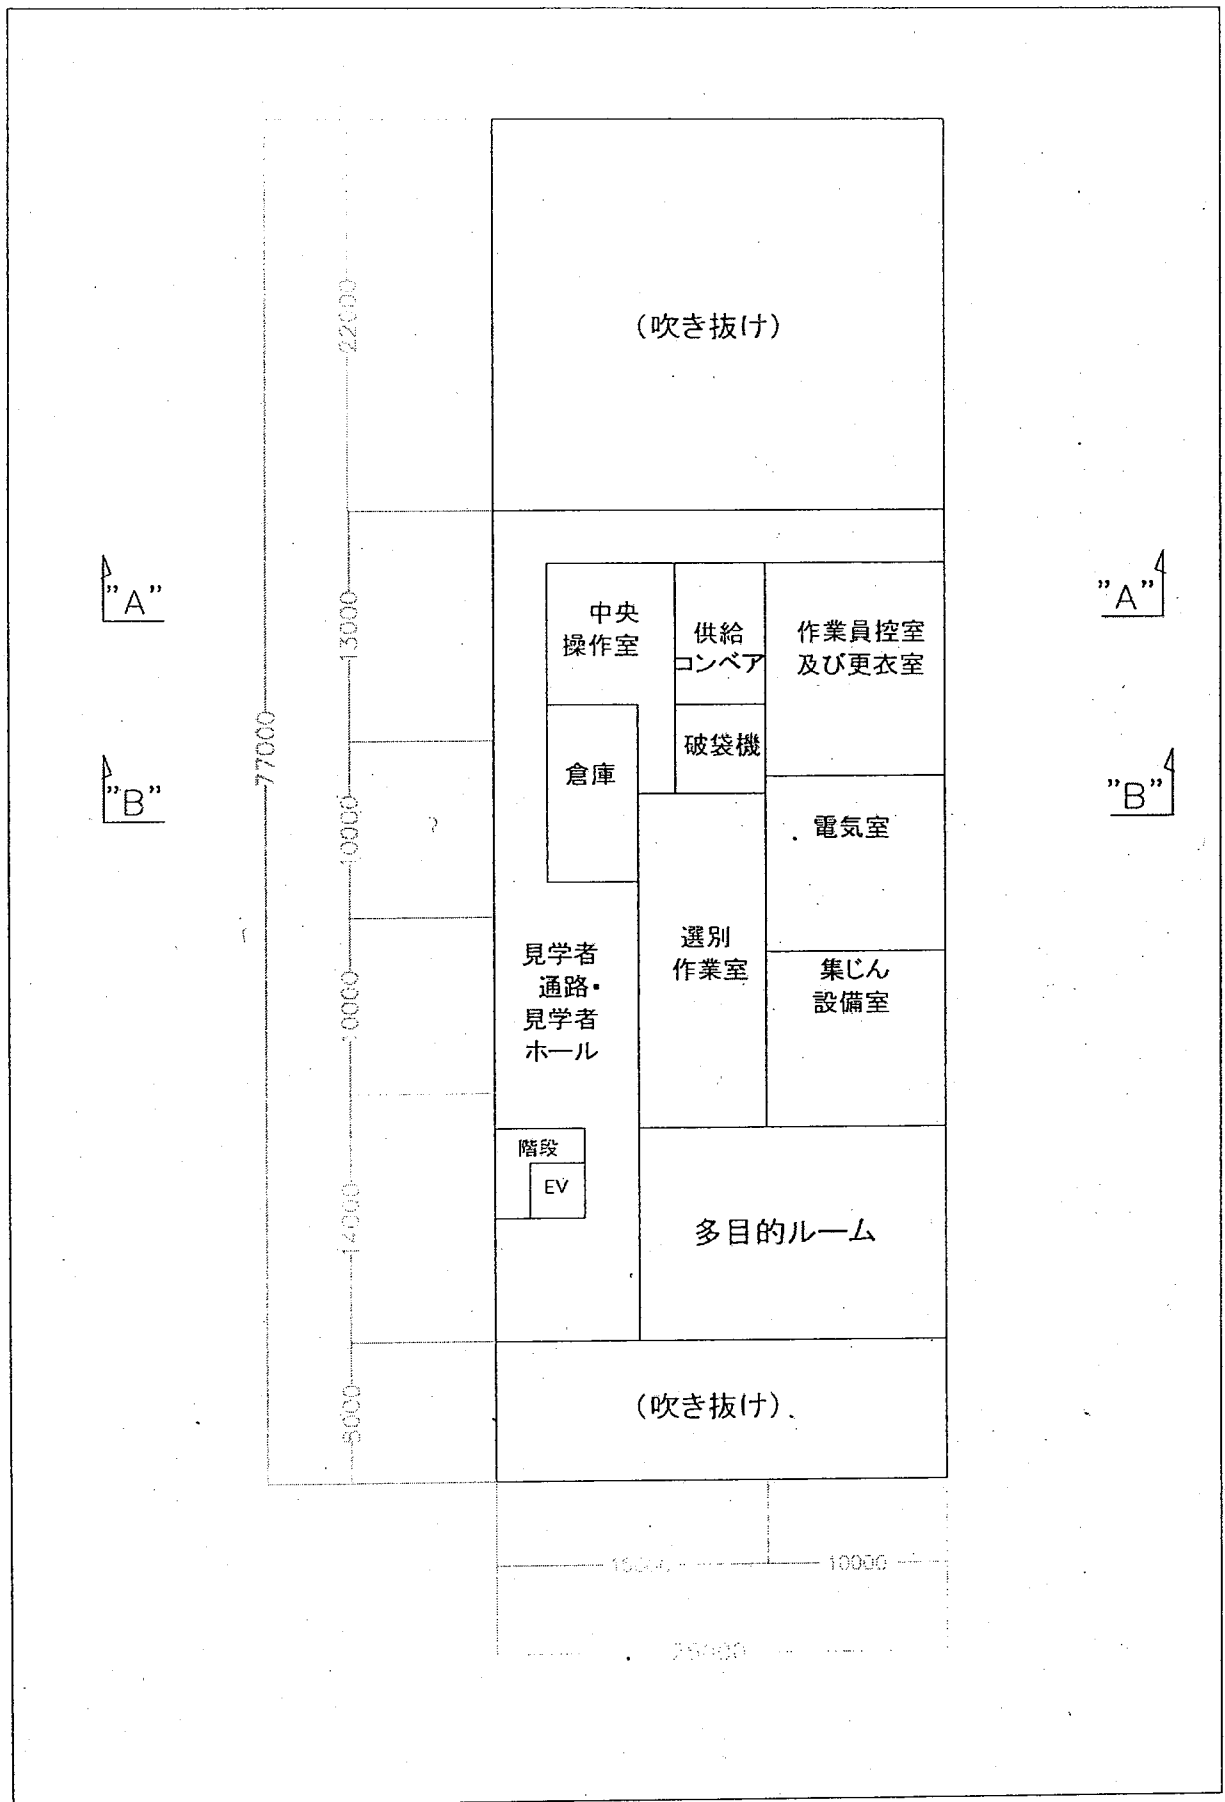 22000
(吹き抜け)
"A"
"A"
13000
中央
操作室
供給
コンベア
作業員控室
及び更衣室
77000
破袋機
倉庫
"B"
"B"
10000
電気室
選別
作業室
見学者
通路・
見学者
ホール
集じん
設備室
10000
階段
EV
14000
多目的ルーム
8000
(吹き抜け)
15000
10000
25000